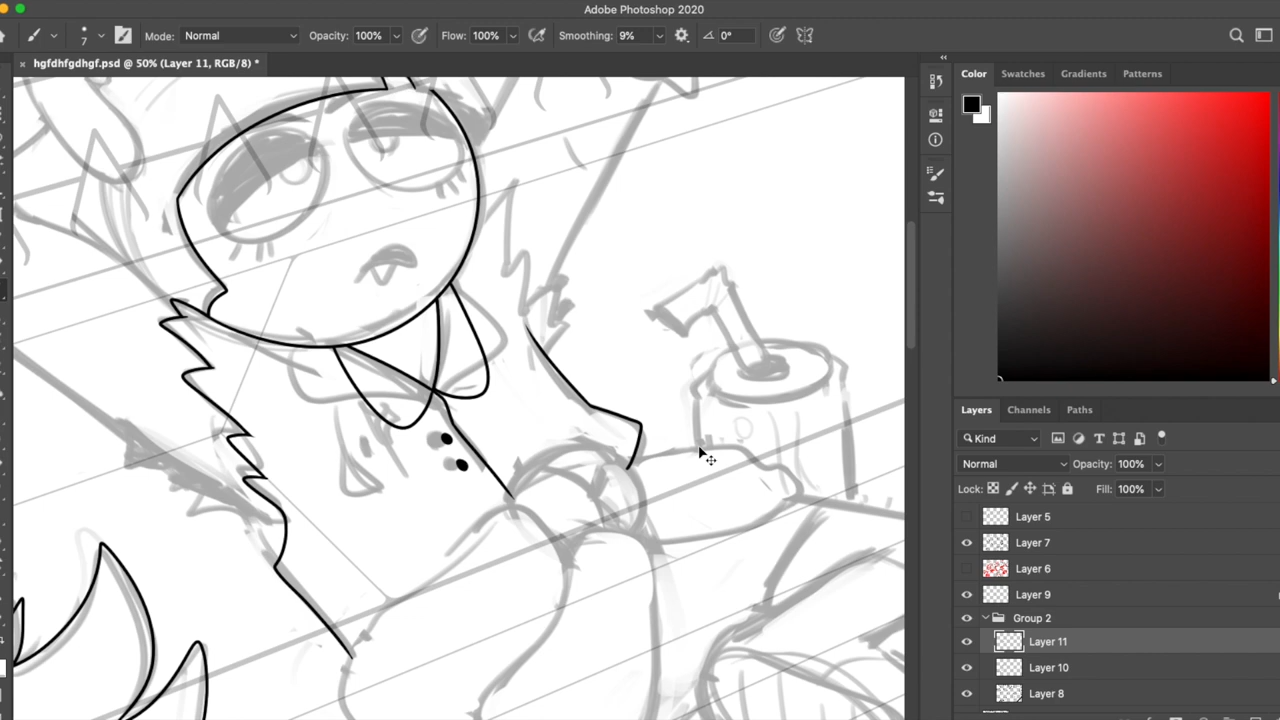 Adobe Photoshop 2020
7 Mode: Normal Opacity: 100% Flow: 100% Smoothing: 9% 0°
hgfdhfgdhgf.psd @ 50% (Layer 11, RGB/8) *
Color Swatches Gradients Patterns
Layers Channels Paths
Kind
Normal Opacity: 100%
Lock: Fill: 100%
Layer 5
Layer 7
Layer 6
Layer 9
Group 2
Layer 11
Layer 10
Layer 8